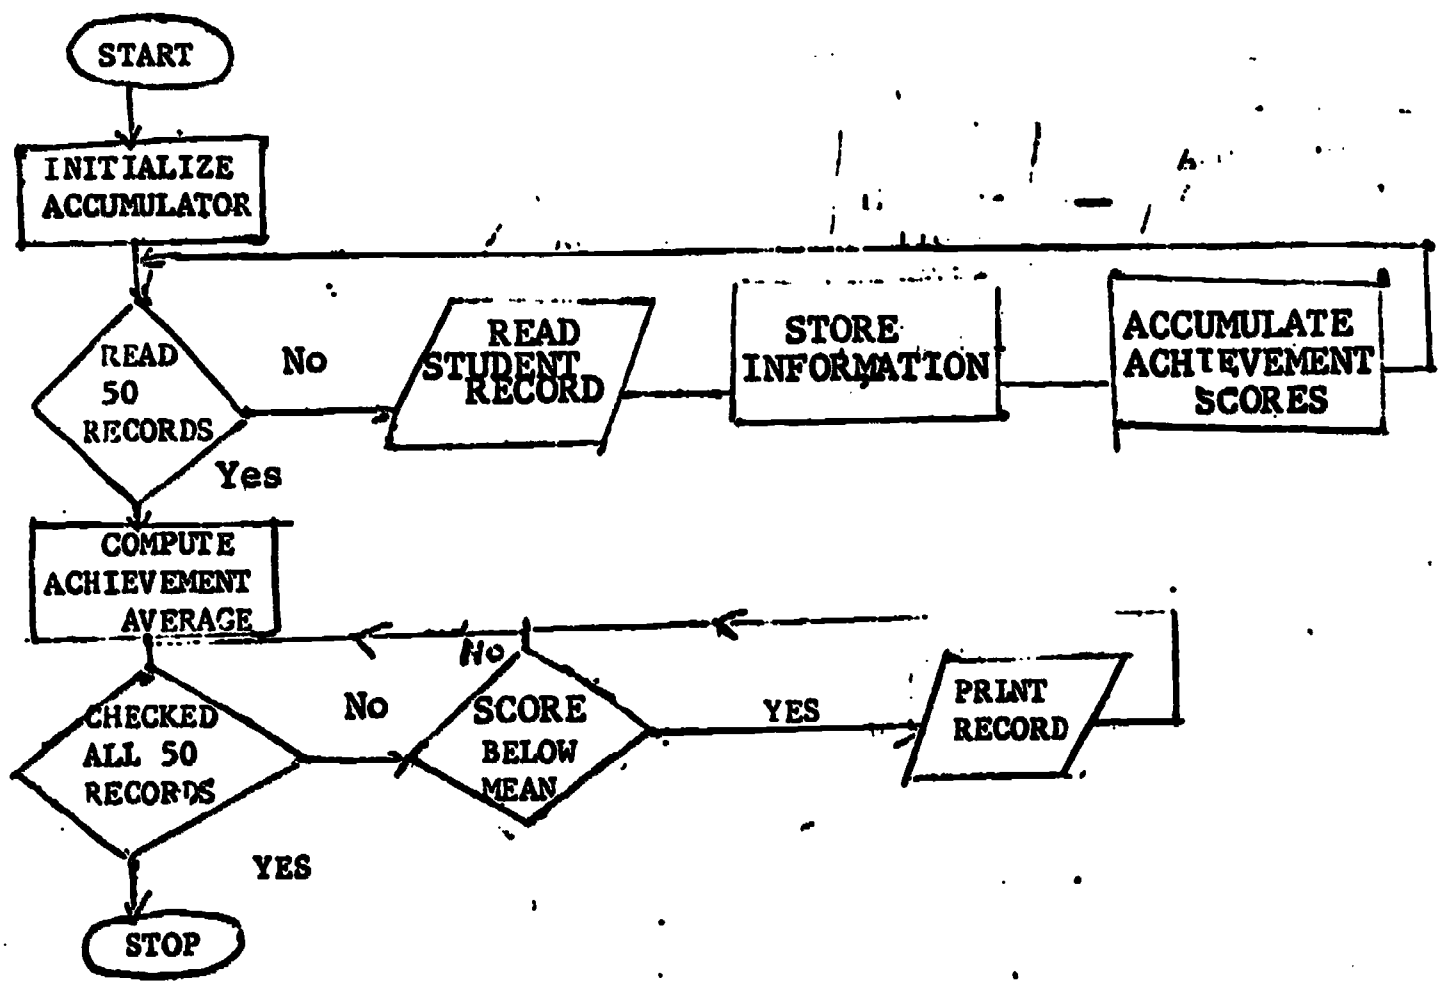 START
INITIALIZE
ACCUMULATOR
READ
50
RECORDS
No
READ
STUDENT
RECORD
STORE
INFORMATION
ACCUMULATE
ACHIEVEMENT
SCORES
Yes
COMPUTE
ACHIEVEMENT
AVERAGE
CHECKED
ALL 50
RECORDS
No
No
SCORE
BELOW
MEAN
YES
PRINT
RECORD
YES
STOP